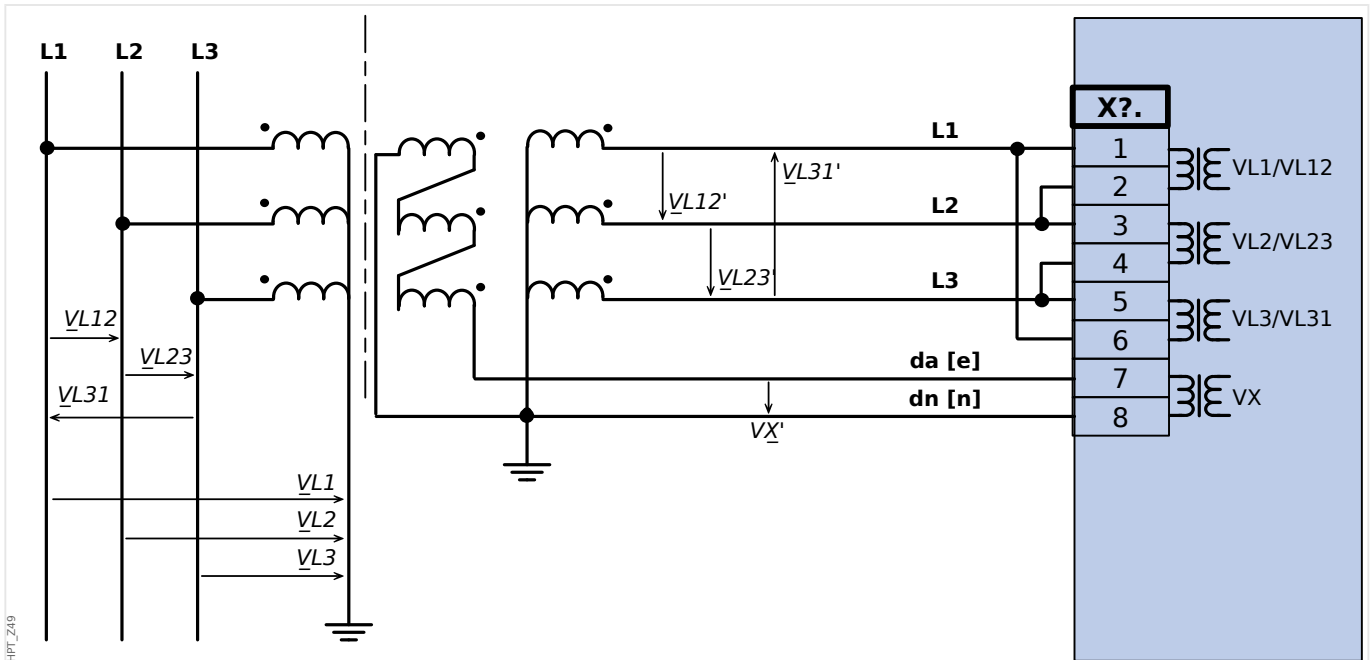 L1 L2 L3
X?.
L1
1
VL1/VL12
VL31'
2
VL12'
L2
3
VL2/VL23
VL23'
4
L3
5
VL3/VL31
VL12
6
VL23
da [e]
7
VL31
dn [n]
VX
8
VX'
VL1
VL2
VL3
HPT_Z49